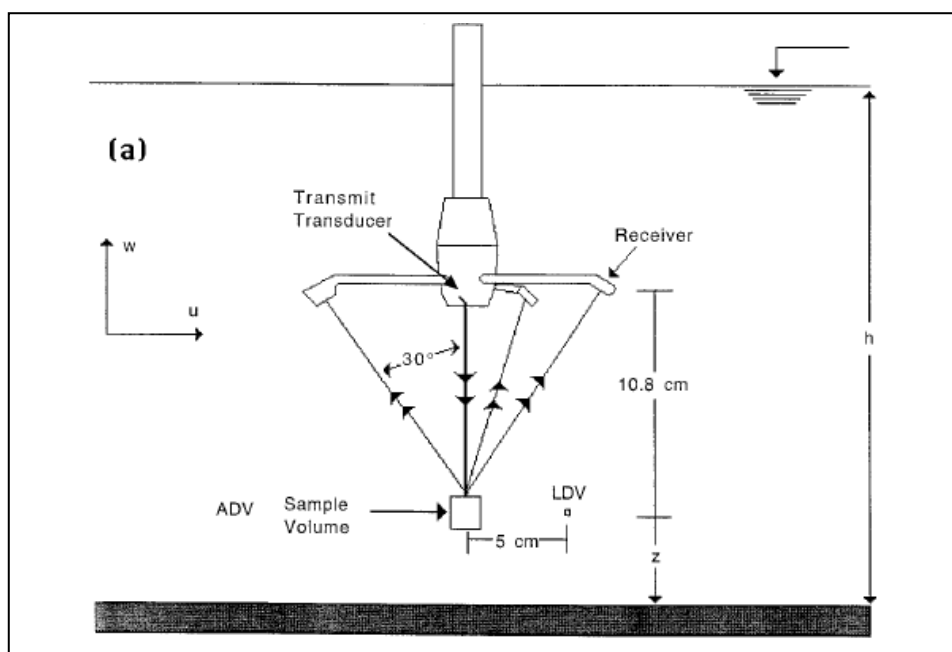 (a)
Transmit
Transducer
Receiver
w
u
30°
h
10.8 cm
ADV
Sample
Volume
LDV
5 cm
z